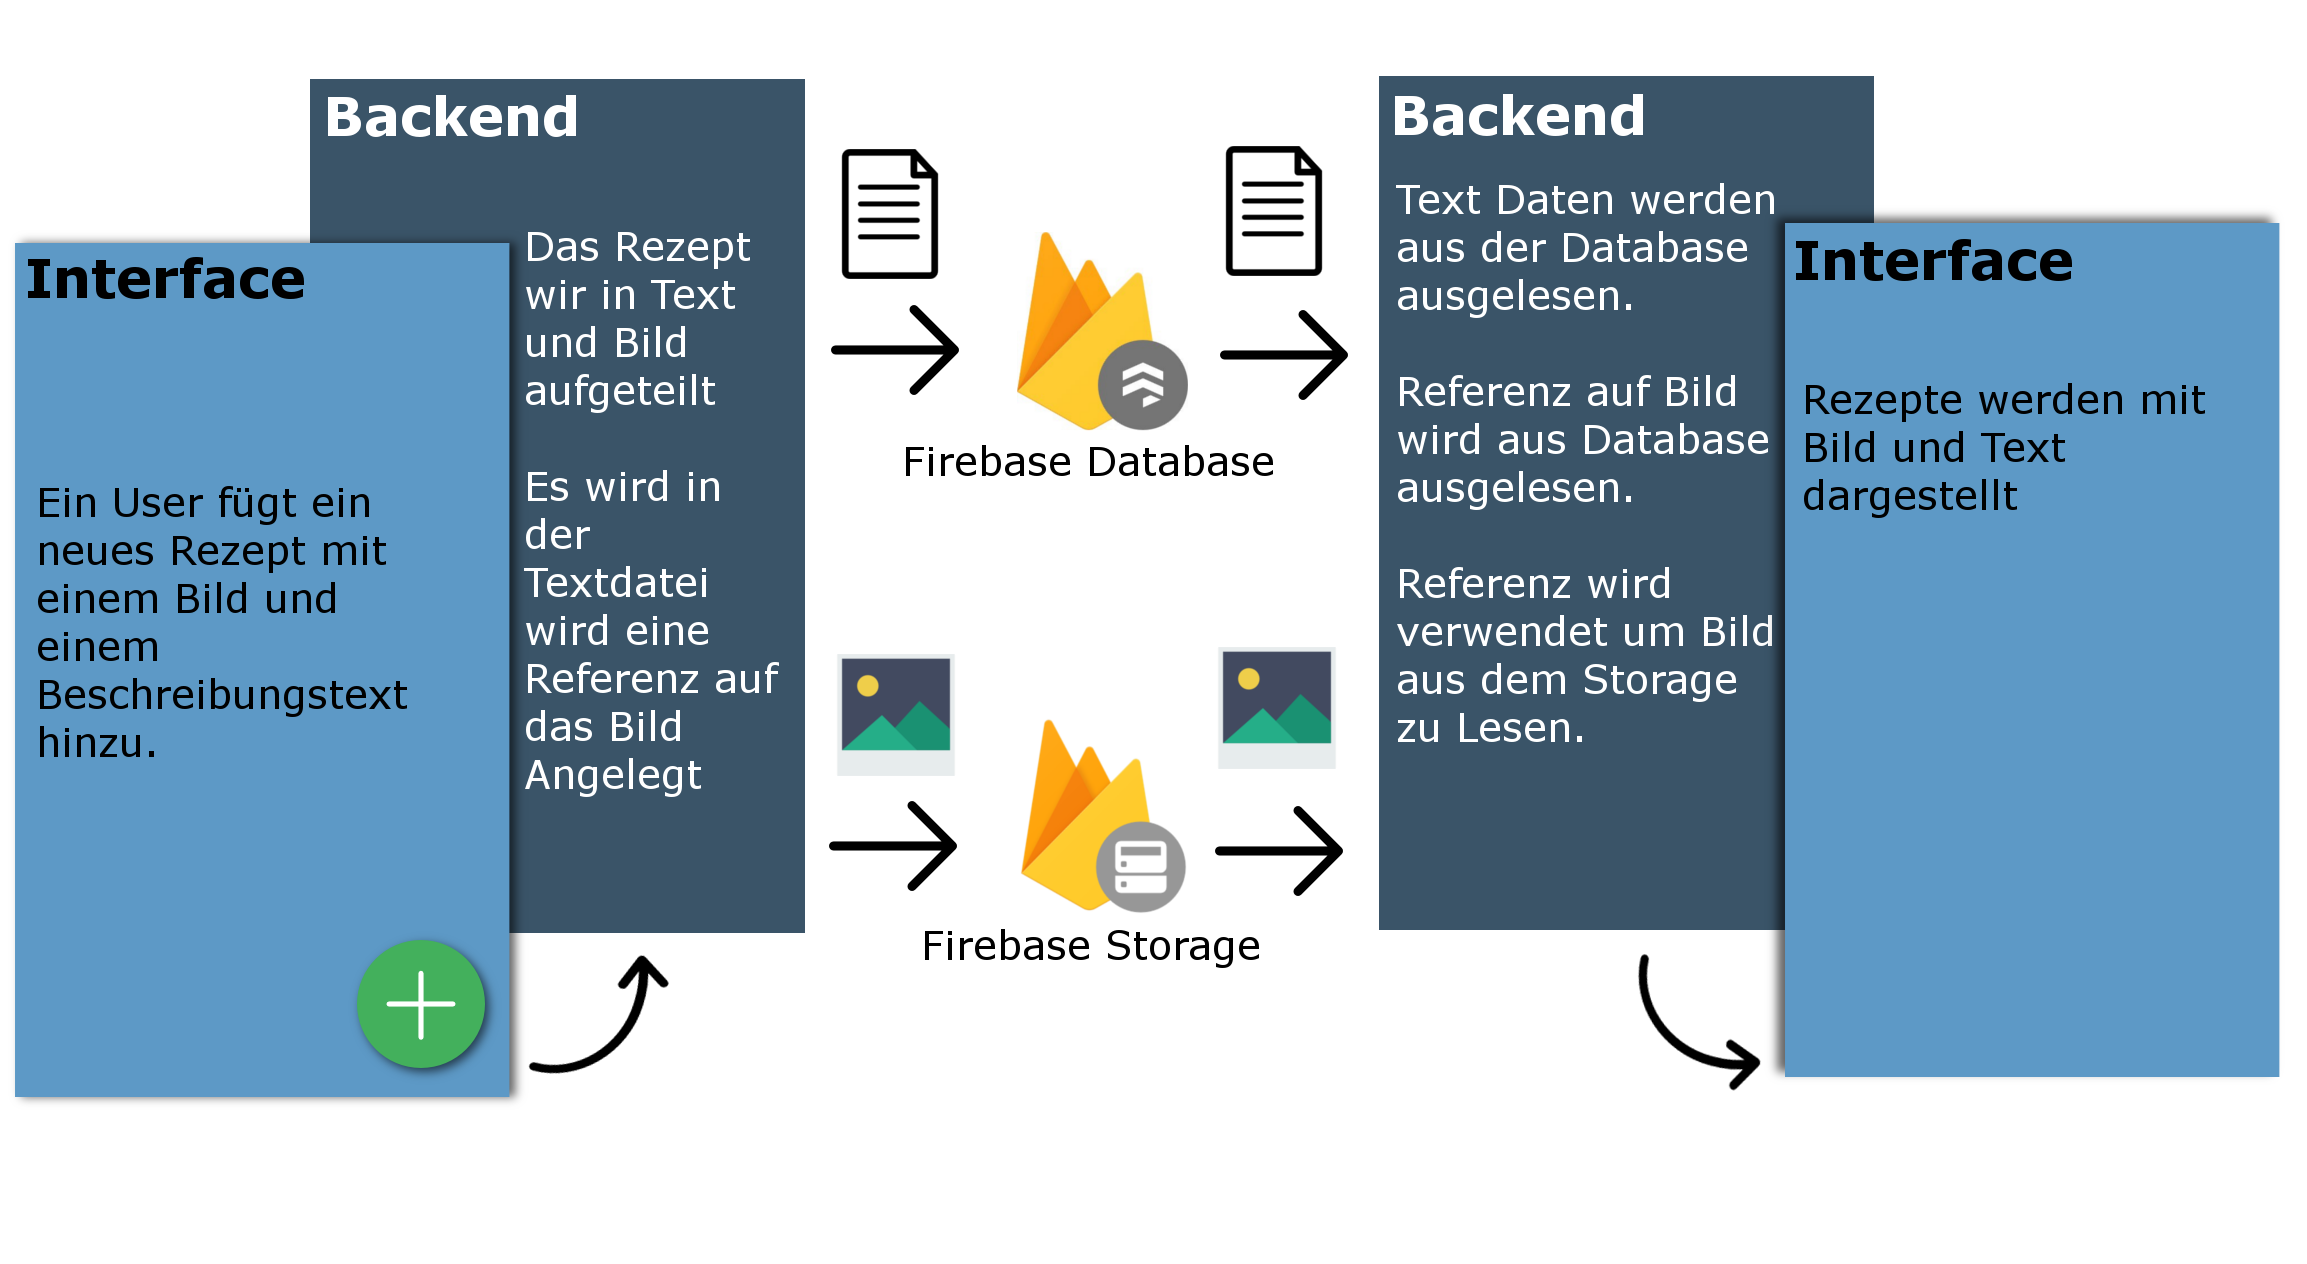 Backend
Das Rezept
wir in Text
und Bild
aufgeteilt
Es wird in
der
Textdatei
wird eine
Referenz auf
das Bild
Angelegt
Interface
Ein User fügt ein
neues Rezept mit
einem Bild und
einem
Beschreibungstext
hinzu.
Firebase Database
Firebase Storage
Backend
Text Daten werden
aus der Database
ausgelesen.
Referenz auf Bild
wird aus Database
ausgelesen.
Referenz wird
verwendet um Bild
aus dem Storage
zu Lesen.
Interface
Rezepte werden mit
Bild und Text
dargestellt